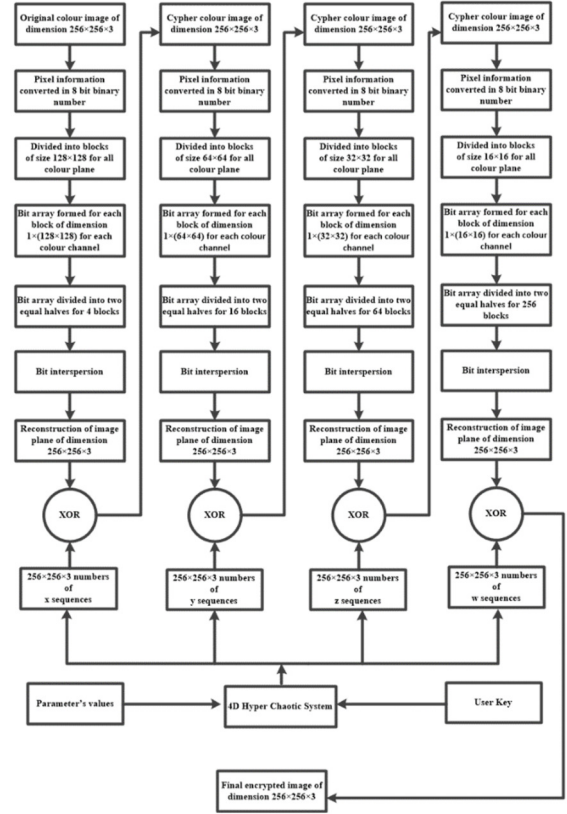 Original colour image of
dimension 256×256×3
Pixel information
converted in 8 bit binary
number
Divided into blocks
of size 128×128 for all
colour plane
Bit array formed for each
block of dimension
1×(128×128) for each
colour channel
Bit array divided into two
equal halves for 4 blocks
Bit interspersion
Reconstruction of image
plane of dimension
256×256×3
XOR
256×256×3 numbers
of
x sequences
Cypher colour image of
dimension 256×256×3
Pixel information
converted in 8 bit binary
number
Divided into blocks
of size 64×64 for all
colour plane
Bit array formed for each
block of dimension
1×(64×64) for each colour
channel
Bit array divided into two
equal halves for 16 blocks
Bit interspersion
Reconstruction of image
plane of dimension
256×256×3
XOR
256×256×3 numbers
of
y sequences
Cypher colour image of
dimension 256×256×3
Pixel information
converted in 8 bit binary
number
Divided into blocks
of size 32×32 for all
colour plane
Bit array formed for each
block of dimension
1×(32×32) for each colour
channel
Bit array divided into two
equal halves for 64 blocks
Bit interspersion
Reconstruction of image
plane of dimension
256×256×3
XOR
256×256×3 numbers
of
z sequences
Cypher colour image of
dimension 256×256×3
Pixel information
converted in 8 bit binary
number
Divided into blocks
of size 16×16 for all
colour plane
Bit array formed for each
block of dimension
1×(16×16) for each colour
channel
Bit array divided into two
equal halves for 256
blocks
Bit interspersion
Reconstruction of image
plane of dimension
256×256×3
XOR
256×256×3 numbers
of
w sequences
Parameter's values
4D Hyper Chaotic System
User Key
Final encrypted image of
dimension 256×256×3